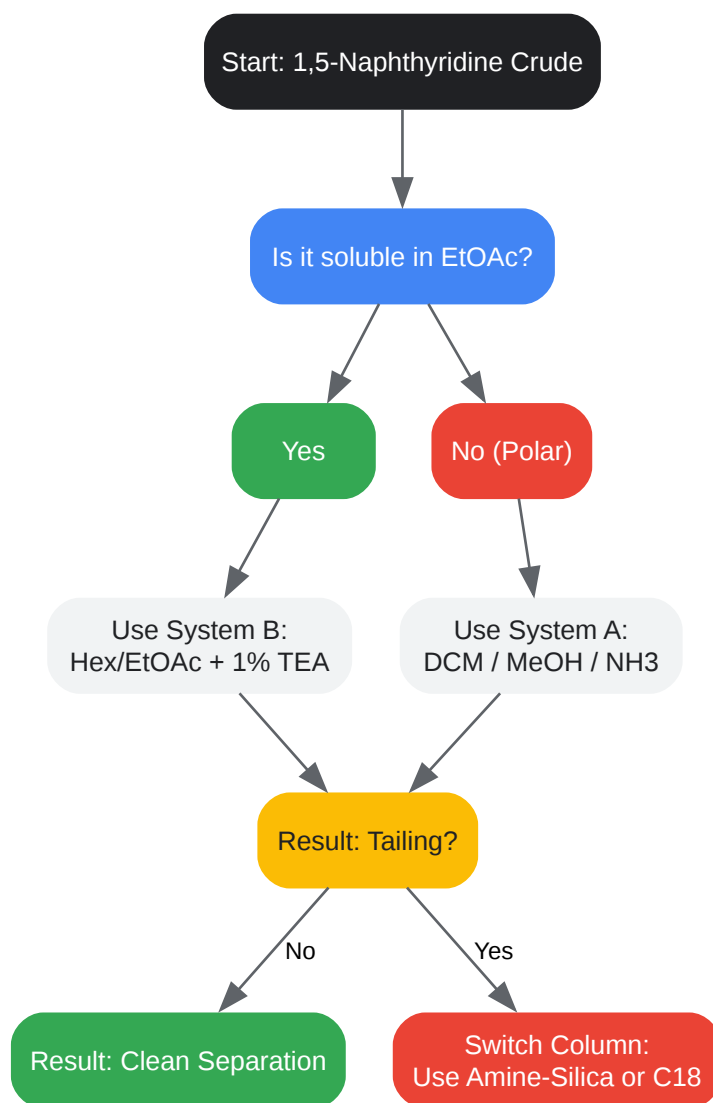 Start: 1,5-Naphthyridine Crude
Is it soluble in EtOAc?
Yes
No (Polar)
Use System B:
Hex/EtOAc + 1% TEA
Use System A:
DCM / MeOH / NH3
Result: Tailing?
No
Yes
Result: Clean Separation
Switch Column:
Use Amine-Silica or C18